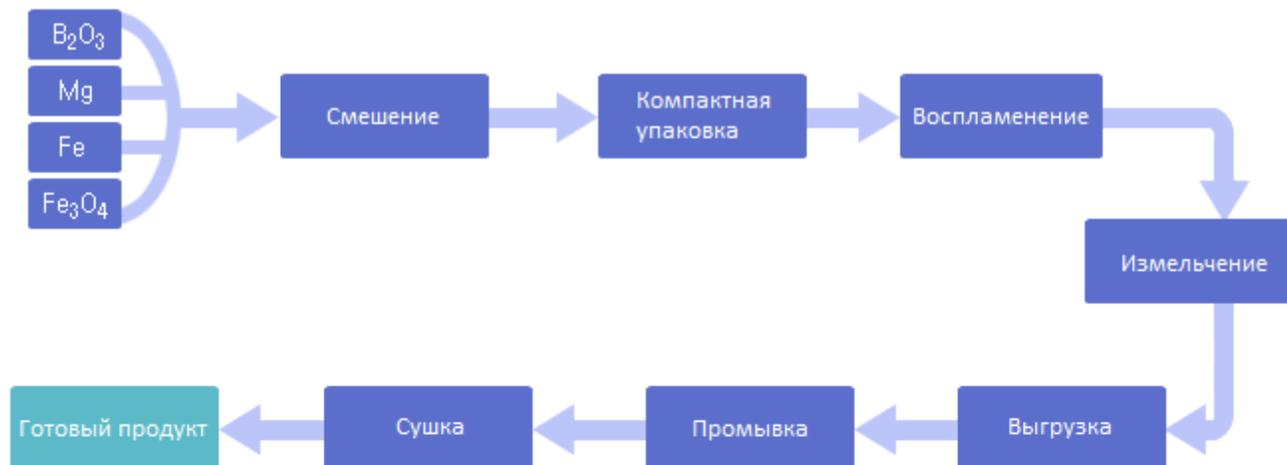 B₂O₃
Mg
Fe
Fe₃O₄
Смешение
Компактная
упаковка
Воспламенение
Измельчение
Выгрузка
Промывка
Сушка
Готовый продукт